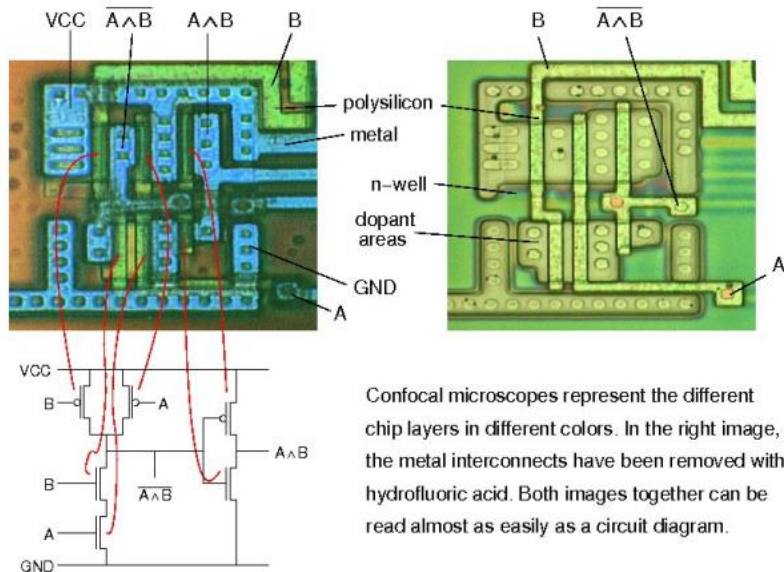 VCC
A∧B̅
A∧B
B
B
A∧B̅
polysilicon
metal
n-well
dopant
areas
GND
A
A
VCC
B
A
A∧B
B
A∧B̅
A
GND
Confocal microscopes represent the different
chip layers in different colors. In the right image,
the metal interconnects have been removed with
hydrofluoric acid. Both images together can be
read almost as easily as a circuit diagram.